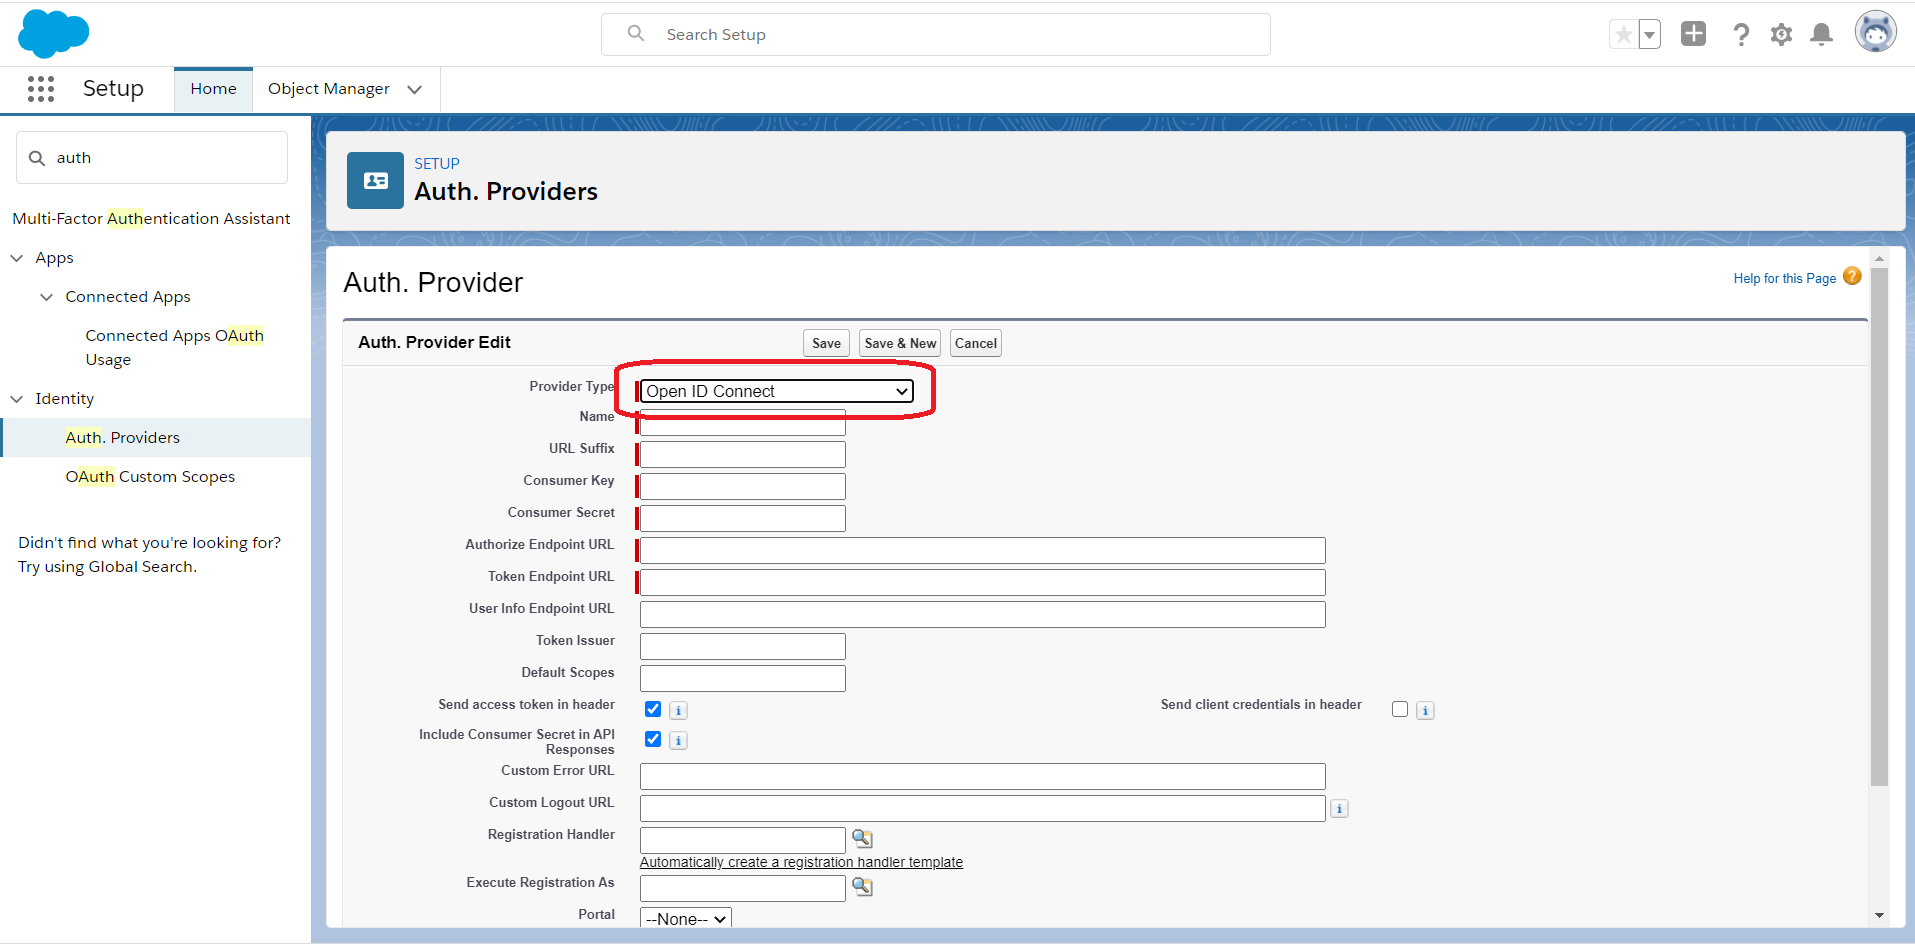 Search Setup
Setup
Home
Object Manager
auth
Multi-Factor Authentication Assistant
Apps
Connected Apps
Connected Apps OAuth
Usage
Identity
Auth. Providers
OAuth Custom Scopes
Didn't find what you're looking for?
Try using Global Search.
SETUP
Auth. Providers
Auth. Provider
Help for this Page
?
Auth. Provider Edit
Save
Save & New
Cancel
Provider Type
Open ID Connect
Name
URL Suffix
Consumer Key
Consumer Secret
Authorize Endpoint URL
Token Endpoint URL
User Info Endpoint URL
Token Issuer
Default Scopes
Send access token in header
i
Send client credentials in header
i
Include Consumer Secret in API
Responses
i
Custom Error URL
Custom Logout URL
i
Registration Handler
Automatically create a registration handler template
Execute Registration As
Portal
--None--